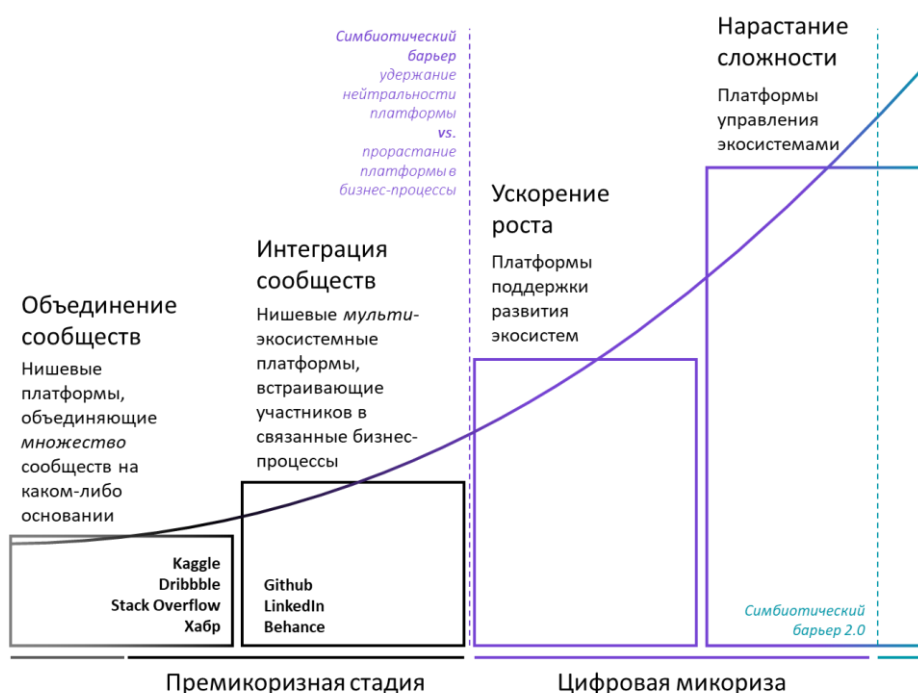 Объединение
сообществ
Нишевые
платформы,
объединяющие
множество
сообществ на
каком-либо
основании
Kaggle
Dribbble
Stack Overflow
Хабр
Интеграция
сообществ
Нишевые мульти-
экосистемные
платформы,
встраивающие
участников в
связанные бизнес-
процессы
Github
LinkedIn
Behance
Симбиотический
барьер
удержание
нейтральности
платформы
vs.
прорастание
платформы в
бизнес-процессы
Ускорение
роста
Платформы
поддержки
развития
экосистем
Нарастание
сложности
Платформы
управления
экосистемами
Симбиотический
барьер 2.0
Премикоризная стадия
Цифровая микориза